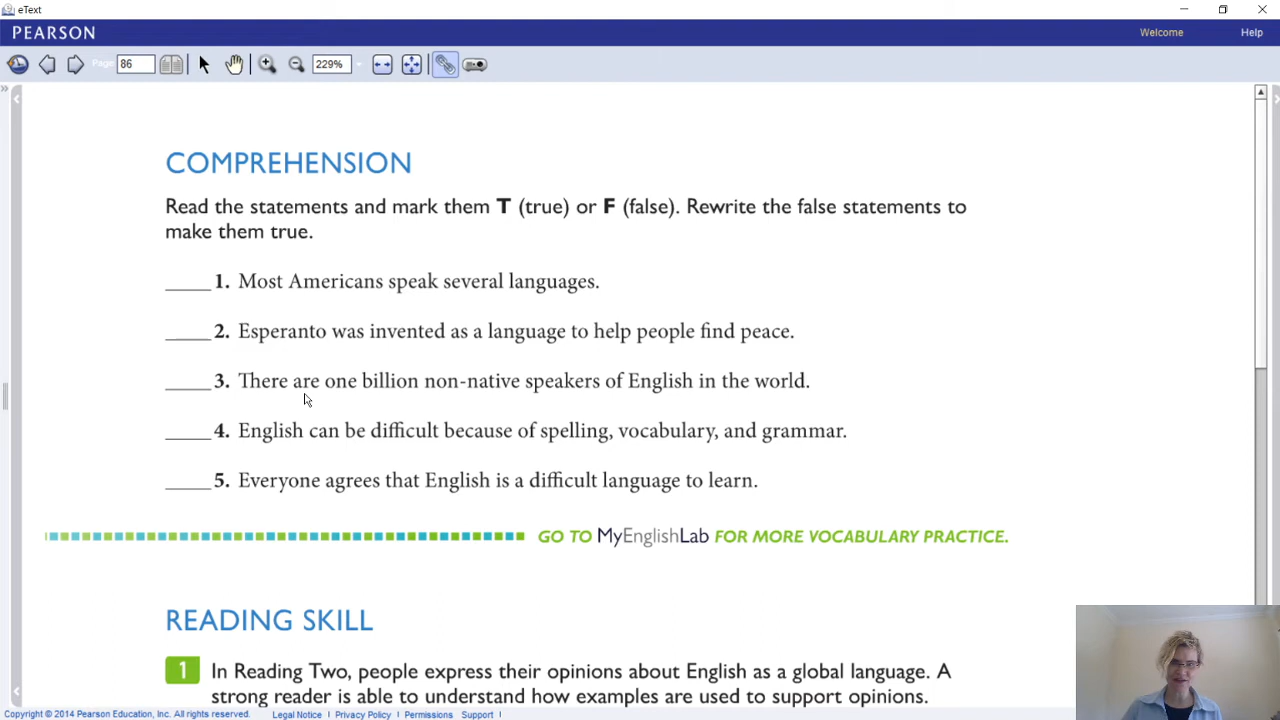 eText
PEARSON
Welcome
Help
Page 86
229%
COMPREHENSION
Read the statements and mark them T (true) or F (false). Rewrite the false statements to
make them true.
_____ 1. Most Americans speak several languages.
_____ 2. Esperanto was invented as a language to help people find peace.
_____ 3. There are one billion non-native speakers of English in the world.
_____ 4. English can be difficult because of spelling, vocabulary, and grammar.
_____ 5. Everyone agrees that English is a difficult language to learn.
GO TO MyEnglishLab FOR MORE VOCABULARY PRACTICE.
READING SKILL
1 In Reading Two, people express their opinions about English as a global language. A
strong reader is able to understand how examples are used to support opinions.
Copyright © 2014 Pearson Education, Inc. All rights reserved. Legal Notice | Privacy Policy | Permissions Support |